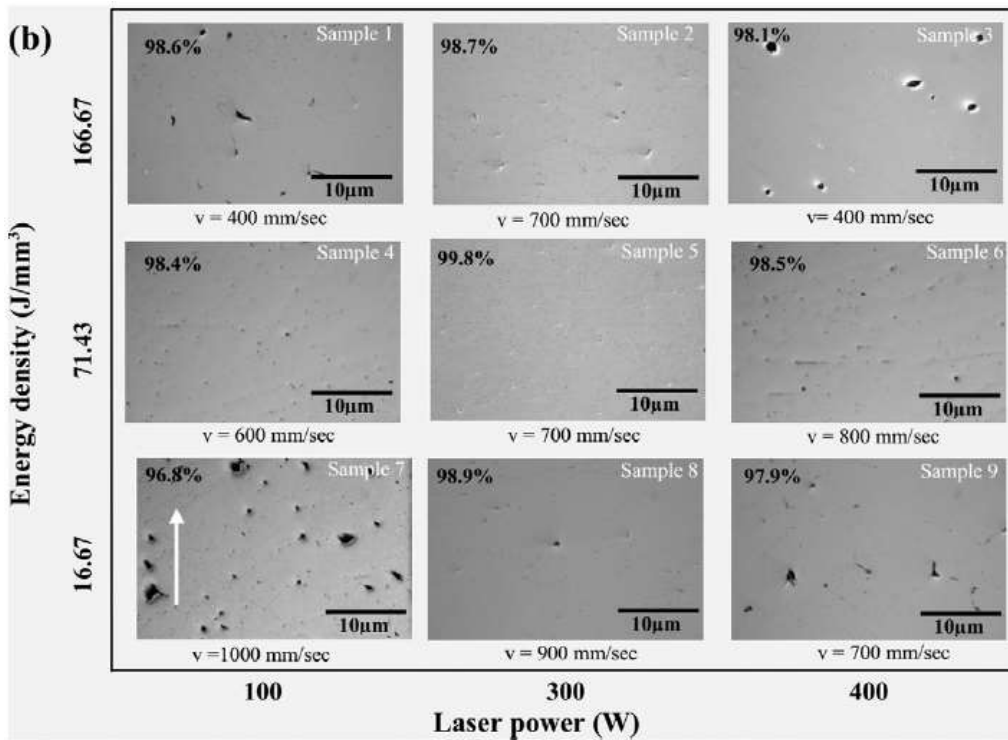 (b)
98.6% Sample 1
10µm
v = 400 mm/sec
98.7% Sample 2
10µm
v = 700 mm/sec
98.1% Sample 3
10µm
v= 400 mm/sec
166.67
98.4% Sample 4
10µm
v = 600 mm/sec
99.8% Sample 5
10µm
v = 700 mm/sec
98.5% Sample 6
10µm
v = 800 mm/sec
71.43
96.8% Sample 7
10µm
v =1000 mm/sec
98.9% Sample 8
10µm
v = 900 mm/sec
97.9% Sample 9
10µm
v = 700 mm/sec
16.67
Energy density (J/mm³)
100 300 400
Laser power (W)